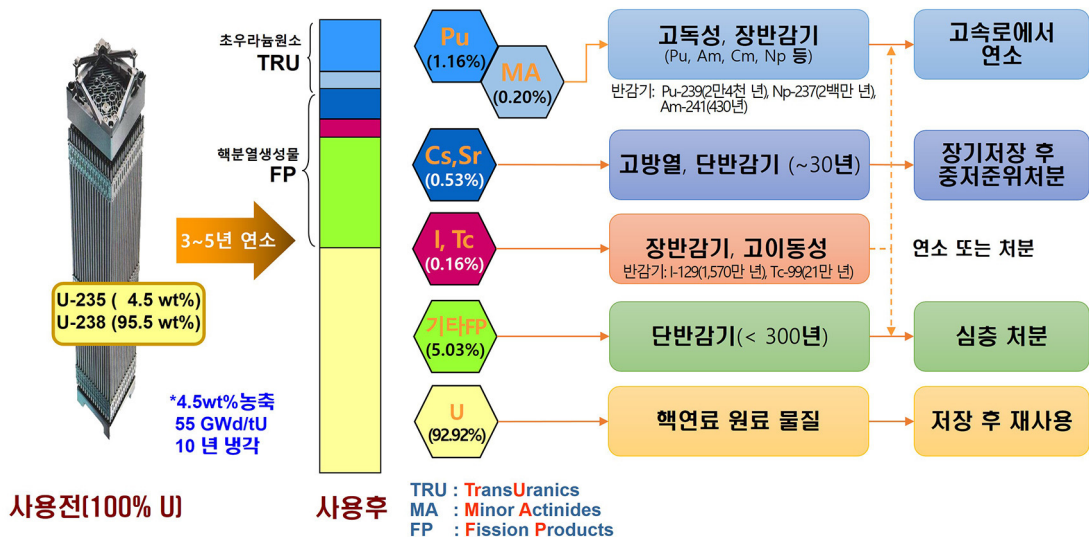 초우라늄원소
TRU
핵분열생성물
FP
3~5년 연소
U-235 ( 4.5 wt%)
U-238 (95.5 wt%)
*4.5wt%농축
55 GWd/tU
10 년 냉각
사용전(100% U)
사용후
Pu
(1.16%)
MA
(0.20%)
고독성, 장반감기
(Pu, Am, Cm, Np 등)
고속로에서
연소
반감기: Pu-239(2만4천 년), Np-237(2백만 년),
Am-241(430년)
Cs,Sr
(0.53%)
고방열, 단반감기 (~30년)
장기저장 후
중저준위처분
I, Tc
(0.16%)
장반감기, 고이동성
반감기: I-129(1,570만 년), Tc-99(21만 년)
연소 또는 처분
기타FP
(5.03%)
단반감기(< 300년)
심층 처분
U
(92.92%)
핵연료 원료 물질
저장 후 재사용
TRU : TransUranics
MA : Minor Actinides
FP : Fission Products